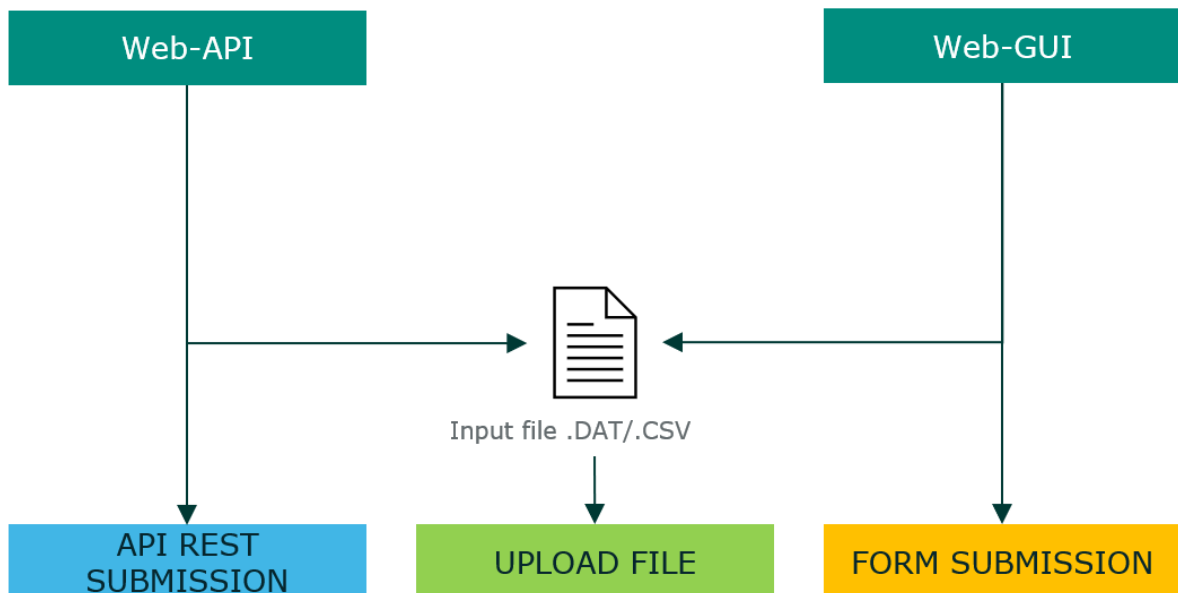 Web-API
Web-GUI
Input file .DAT/.CSV
API REST
SUBMISSION
UPLOAD FILE
FORM SUBMISSION